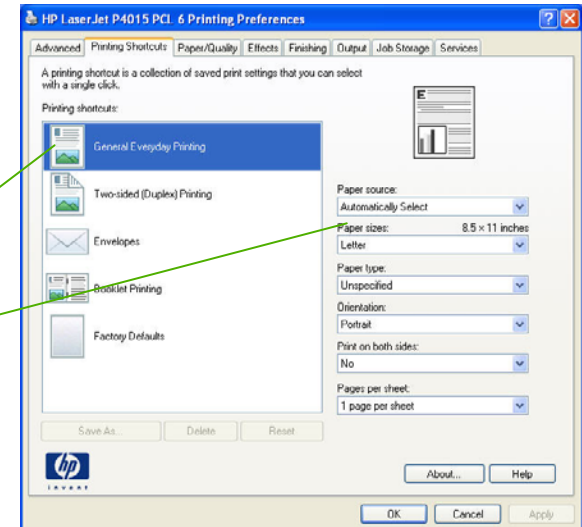 HP LaserJet P4015 PCL 6 Printing Preferences
Advanced Printing Shortcuts Paper/Quality Effects Finishing Output Job Storage Services
A printing shortcut is a collection of saved print settings that you can select
with a single click.
Printing shortcuts:
E
General Everyday Printing
Two-sided (Duplex) Printing
Envelopes
Booklet Printing
Factory Defaults
Paper source:
Automatically Select
Paper sizes: 8.5 × 11 inches
Letter
Paper type:
Unspecified
Orientation:
Portrait
Print on both sides:
No
Pages per sheet:
1 page per sheet
Save As... Delete Reset
hp
invent
About... Help
OK Cancel Apply